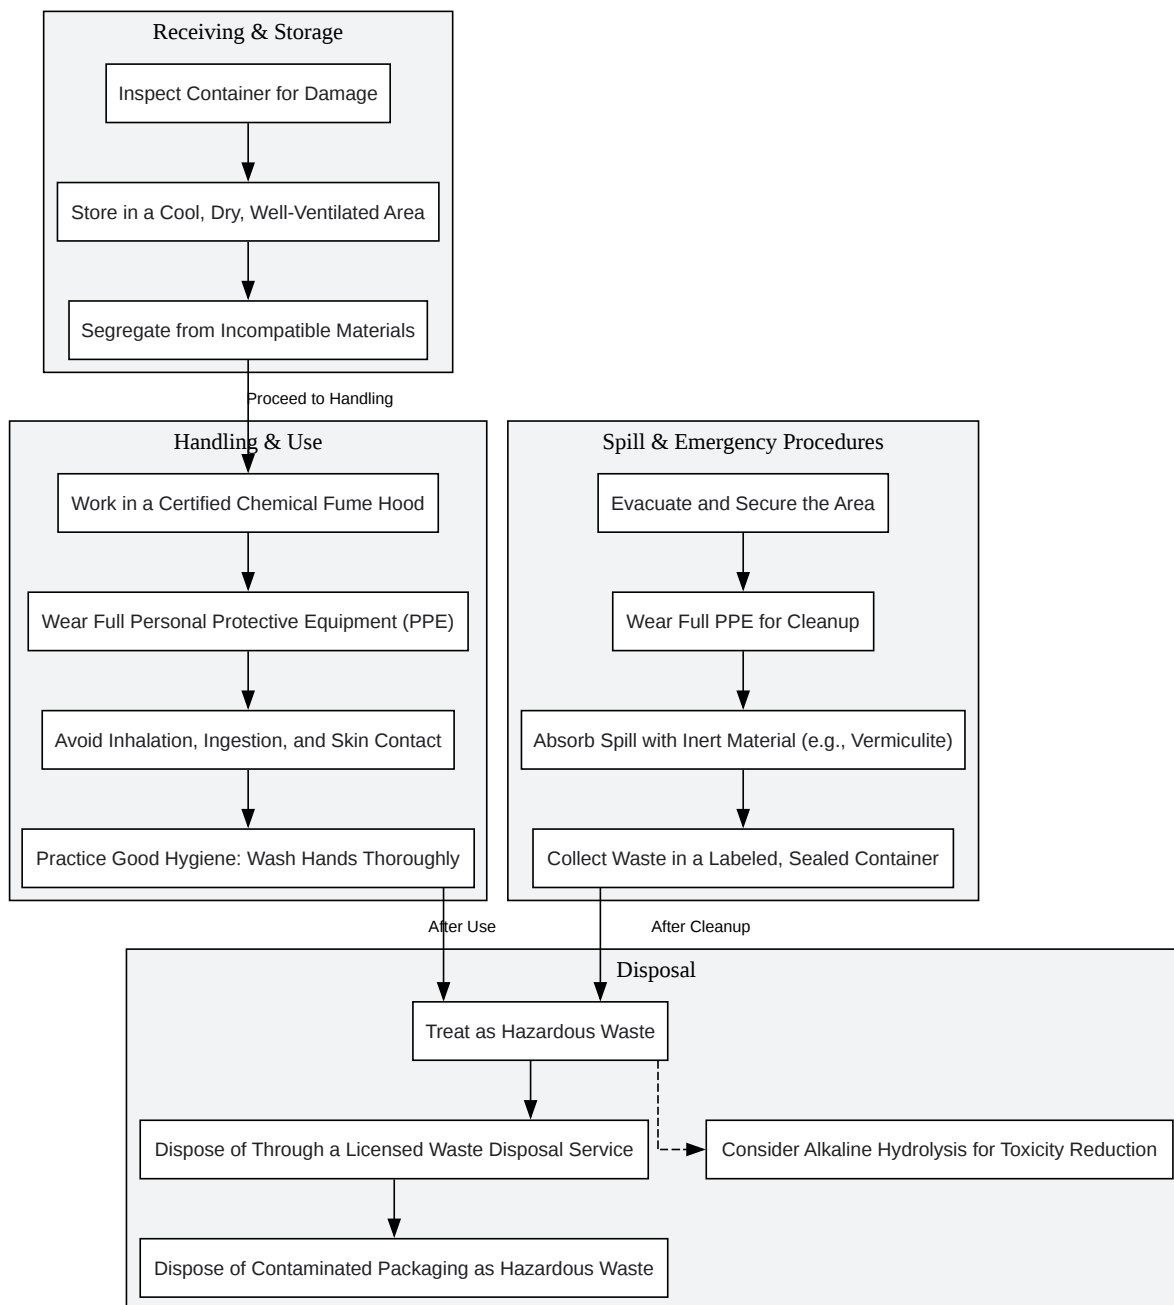 Receiving & Storage
Inspect Container for Damage
Store in a Cool, Dry, Well-Ventilated Area
Segregate from Incompatible Materials
Proceed to Handling
Handling & Use
Work in a Certified Chemical Fume Hood
Wear Full Personal Protective Equipment (PPE)
Avoid Inhalation, Ingestion, and Skin Contact
Practice Good Hygiene: Wash Hands Thoroughly
After Use
Spill & Emergency Procedures
Evacuate and Secure the Area
Wear Full PPE for Cleanup
Absorb Spill with Inert Material (e.g., Vermiculite)
Collect Waste in a Labeled, Sealed Container
After Cleanup
Disposal
Treat as Hazardous Waste
Dispose of Through a Licensed Waste Disposal Service
Consider Alkaline Hydrolysis for Toxicity Reduction
Dispose of Contaminated Packaging as Hazardous Waste